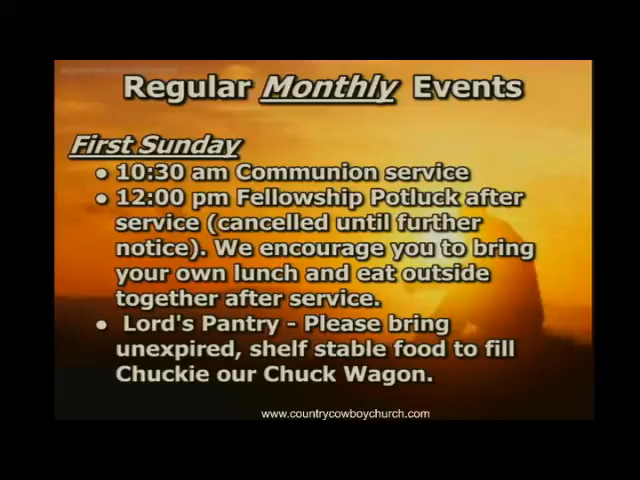 Regular Monthly Events
First Sunday
● 10:30 am Communion service
● 12:00 pm Fellowship Potluck after
service (cancelled until further
notice). We encourage you to bring
your own lunch and eat outside
together after service.
● Lord's Pantry - Please bring
unexpired, shelf stable food to fill
Chuckie our Chuck Wagon.
www.countrycowboychurch.com